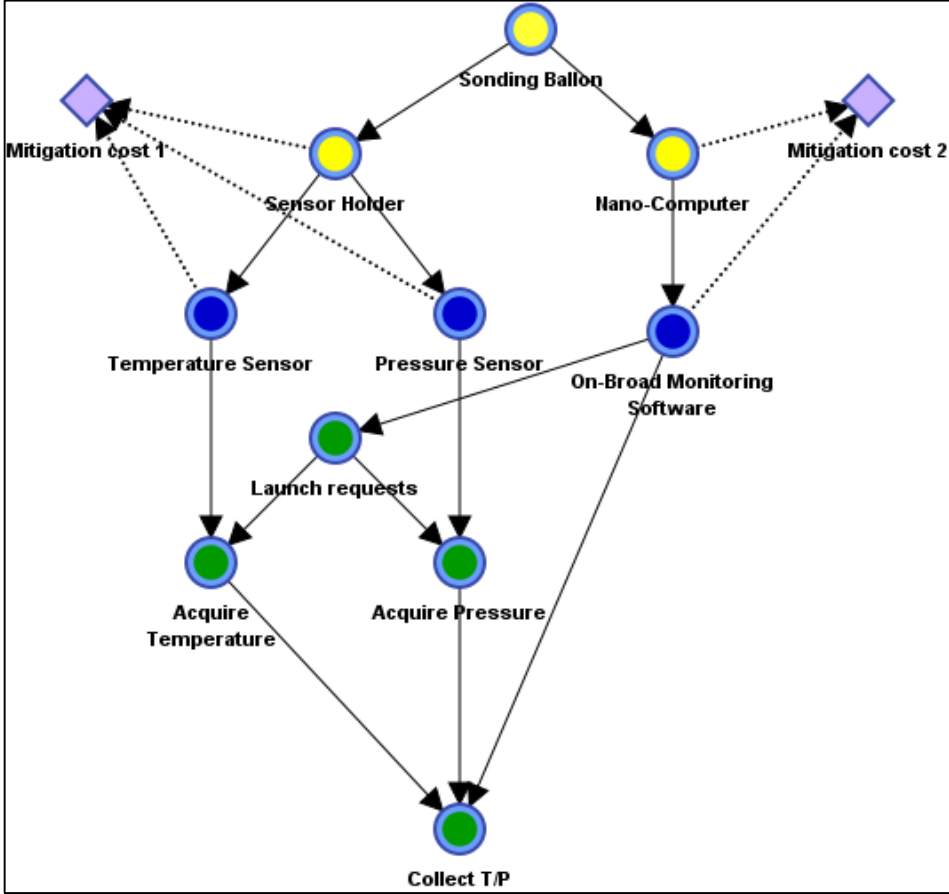 Sonding Ballon
Mitigation cost 1
Mitigation cost 2
Sensor Holder
Nano-Computer
Temperature Sensor
Pressure Sensor
On-Broad Monitoring
Software
Launch requests
Acquire
Temperature
Acquire Pressure
Collect T/P